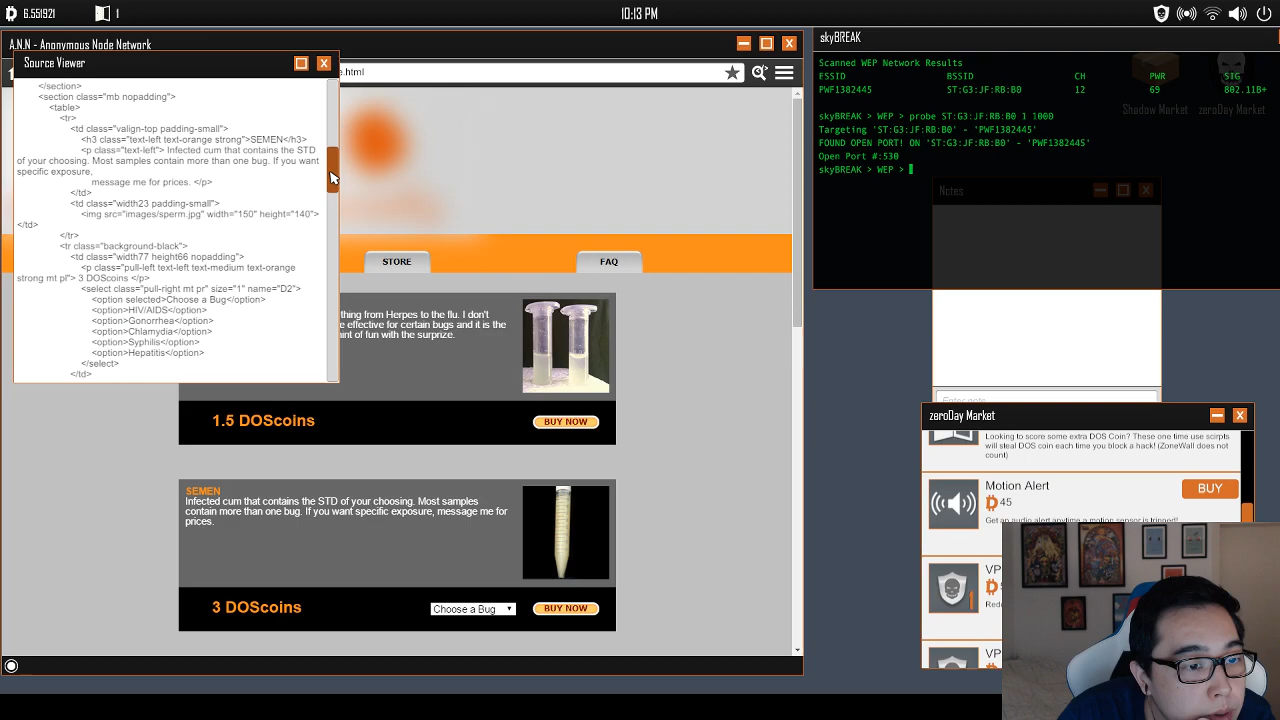 6.551921
1
10:13 PM
A.N.N - Anonymous Node Network
e.html
Source Viewer
</section>
<section class="mb nopadding">
<table>
<tr>
<td class="valign-top padding-small">
<h3 class="text-left text-orange strong">SEMEN</h3>
<p class="text-left"> Infected cum that contains the STD
of your choosing. Most samples contain more than one bug. If you want
specific exposure,
message me for prices. </p>
</td>
<td class="width23 padding-small">
<img src="images/sperm.jpg" width="150" height="140">
</td>
</tr>
<tr class="background-black">
<td class="width77 height66 nopadding">
<p class="pull-left text-left text-medium text-orange
strong mt pl"> 3 DOScoins </p>
<select class="pull-right mt pr" size="1" name="D2">
<option selected>Choose a Bug</option>
<option>HIV/AIDS</option>
<option>Gonorrhea</option>
<option>Chlamydia</option>
<option>Syphilis</option>
<option>Hepatitis</option>
</select>
</td>
STORE
FAQ
thing from Herpes to the flu. I don't
e effective for certain bugs and it is the
int of fun with the surprize.
1.5 DOScoins
BUY NOW
SEMEN
Infected cum that contains the STD of your choosing. Most samples
contain more than one bug. If you want specific exposure, message me for
prices.
3 DOScoins
Choose a Bug
BUY NOW
skyBREAK
Scanned WEP Network Results
ESSID BSSID CH PWR SIG
PWF1382445 ST:G3:JF:RB:B0 12 69 802.11B+
skyBREAK > WEP > probe ST:G3:JF:RB:B0 1 1000
Targeting 'ST:G3:JF:RB:B0' - 'PWF1382445'
FOUND OPEN PORT! ON 'ST:G3:JF:RB:B0' - 'PWF1382445'
Open Port #:530
skyBREAK > WEP >
Shadow Market
zeroDay Market
Notes
Enter note
zeroDay Market
Looking to score some extra DOS Coin? These one time use scirpts
will steal DOS coin each time you block a hack! (ZoneWall does not
count)
Motion Alert
45
BUY
Get an audio alert anytime a motion sensor is tripped!
VP
Red
VP